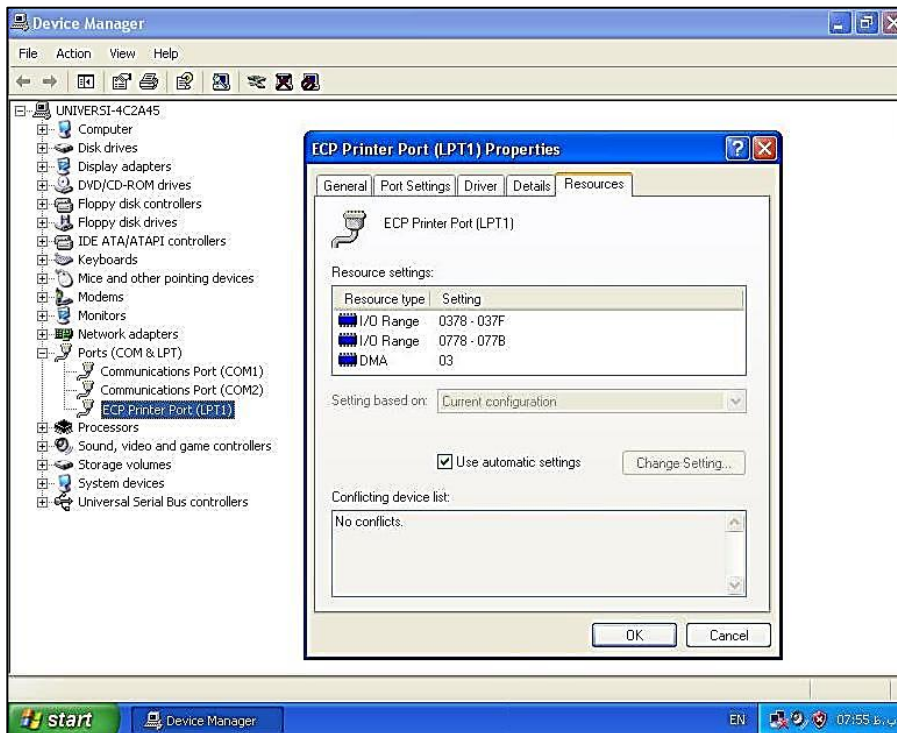 Device Manager
File Action View Help
UNIVERSI-4C2A45
Computer
Disk drives
Display adapters
DVD/CD-ROM drives
Floppy disk controllers
Floppy disk drives
IDE ATA/ATAPI controllers
Keyboards
Mice and other pointing devices
Modems
Monitors
Network adapters
Ports (COM & LPT)
Communications Port (COM1)
Communications Port (COM2)
ECP Printer Port (LPT1)
Processors
Sound, video and game controllers
Storage volumes
System devices
Universal Serial Bus controllers
ECP Printer Port (LPT1) Properties
General Port Settings Driver Details Resources
ECP Printer Port (LPT1)
Resource settings:
Resource type Setting
I/O Range 0378 - 037F
I/O Range 0778 - 077B
DMA 03
Setting based on: Current configuration
Use automatic settings Change Setting...
Conflicting device list:
No conflicts.
OK Cancel
start Device Manager EN 07:55 ب.ظ